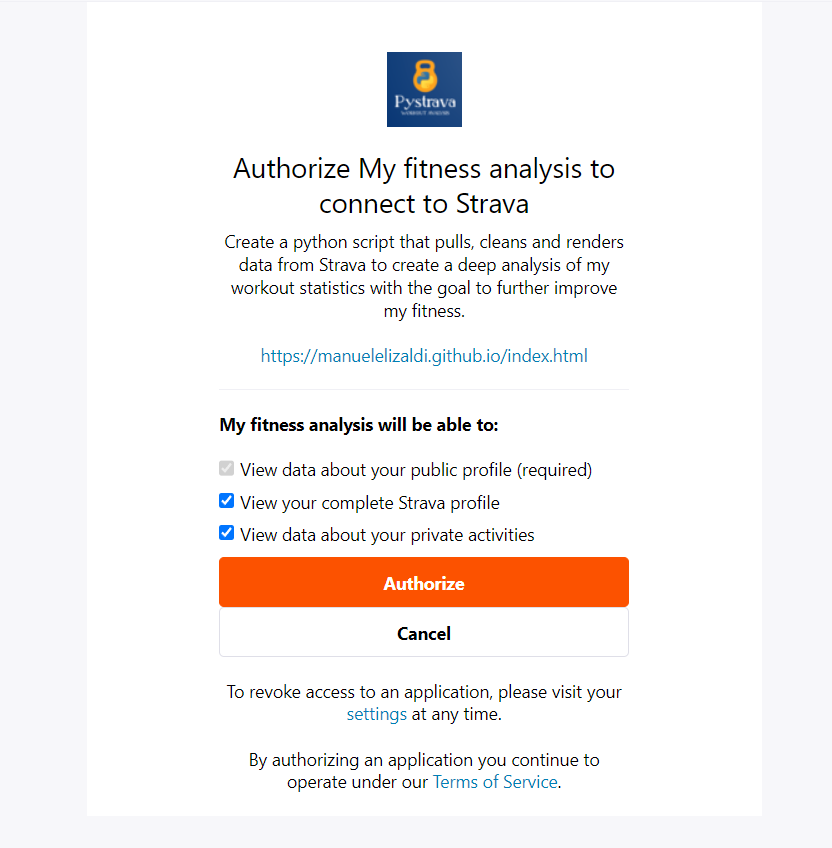 Pystrava
Authorize My fitness analysis to
connect to Strava
Create a python script that pulls, cleans and renders
data from Strava to create a deep analysis of my
workout statistics with the goal to further improve
my fitness.
https://manuelelizaldi.github.io/index.html
My fitness analysis will be able to:
View data about your public profile (required)
View your complete Strava profile
View data about your private activities
Authorize
Cancel
To revoke access to an application, please visit your
settings at any time.
By authorizing an application you continue to
operate under our Terms of Service.